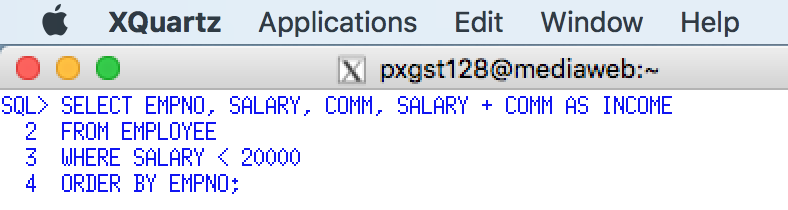 XQuartz Applications Edit Window Help
X pxgst128@mediaweb:~
SQL> SELECT EMPNO, SALARY, COMM, SALARY + COMM AS INCOME
2 FROM EMPLOYEE
3 WHERE SALARY < 20000
4 ORDER BY EMPNO;